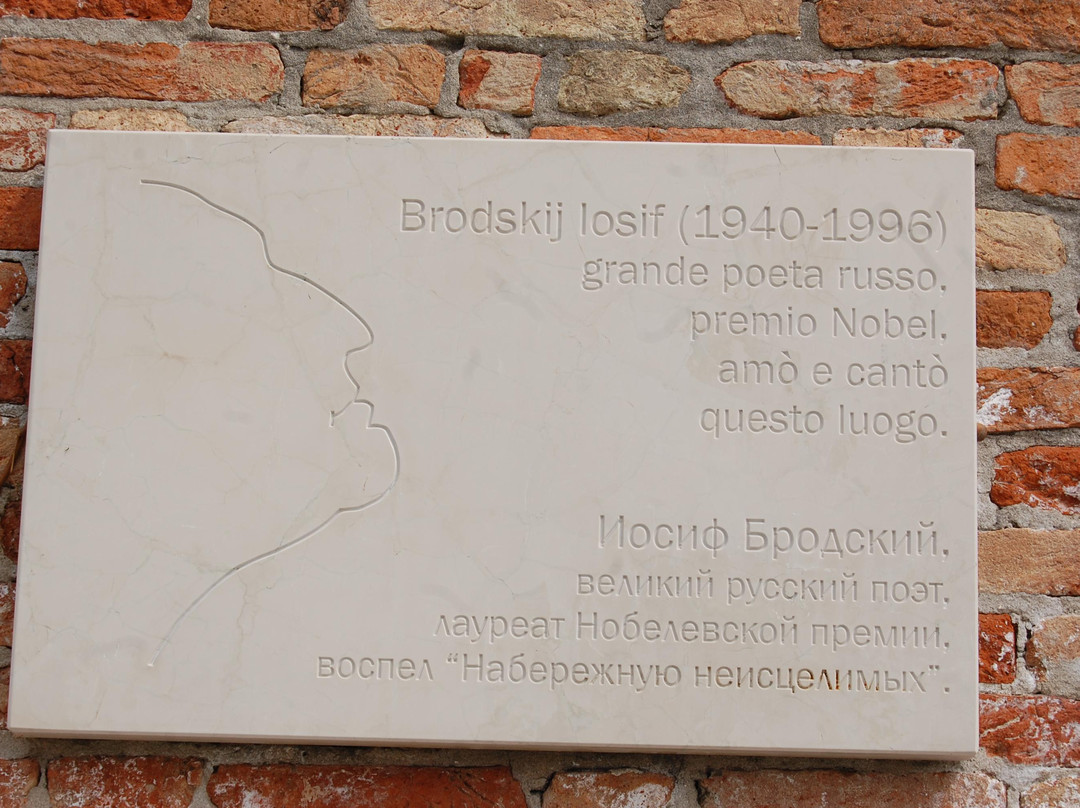 Brodskij Iosif (1940-1996)
grande poeta russo,
premio Nobel,
amò e cantò
questo luogo.
Иосиф Бродский,
великий русский поэт,
лауреат Нобелевской премии,
воспел “Набережную неисцелимых”.